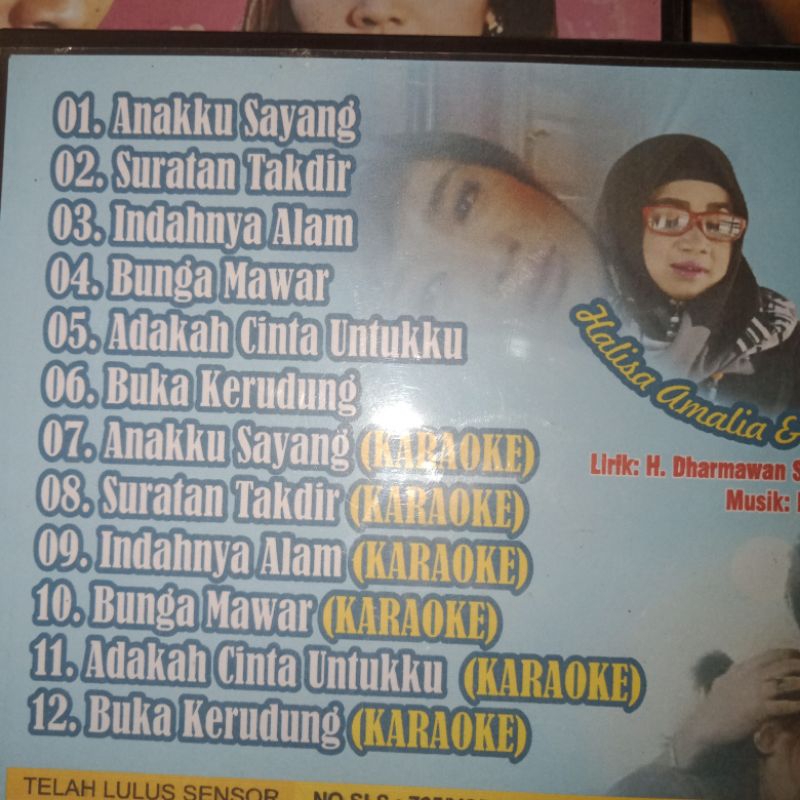 01. Anakku Sayang
02. Suratan Takdir
03. Indahnya Alam
04. Bunga Mawar
05. Adakah Cinta Untukku
06. Buka Kerudung
07. Anakku Sayang (KARAOKE)
08. Suratan Takdir (KARAOKE)
09. Indahnya Alam (KARAOKE)
10. Bunga Mawar (KARAOKE)
11. Adakah Cinta Untukku (KARAOKE)
12. Buka Kerudung (KARAOKE)
Halisa Amalia &
Lirik: H. Dharmawan S
Musik:
TELAH LULUS SENSOR